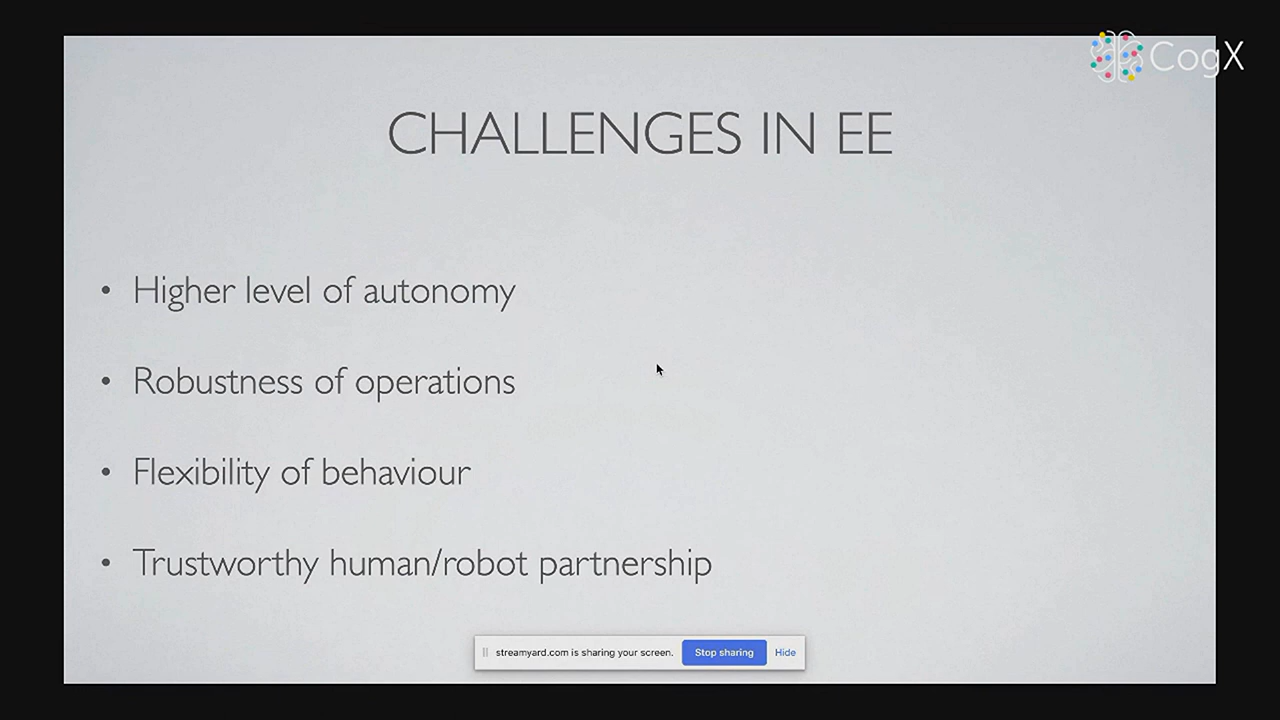 CogX
CHALLENGES IN EE
• Higher level of autonomy
• Robustness of operations
• Flexibility of behaviour
• Trustworthy human/robot partnership
streamyard.com is sharing your screen. Stop sharing Hide